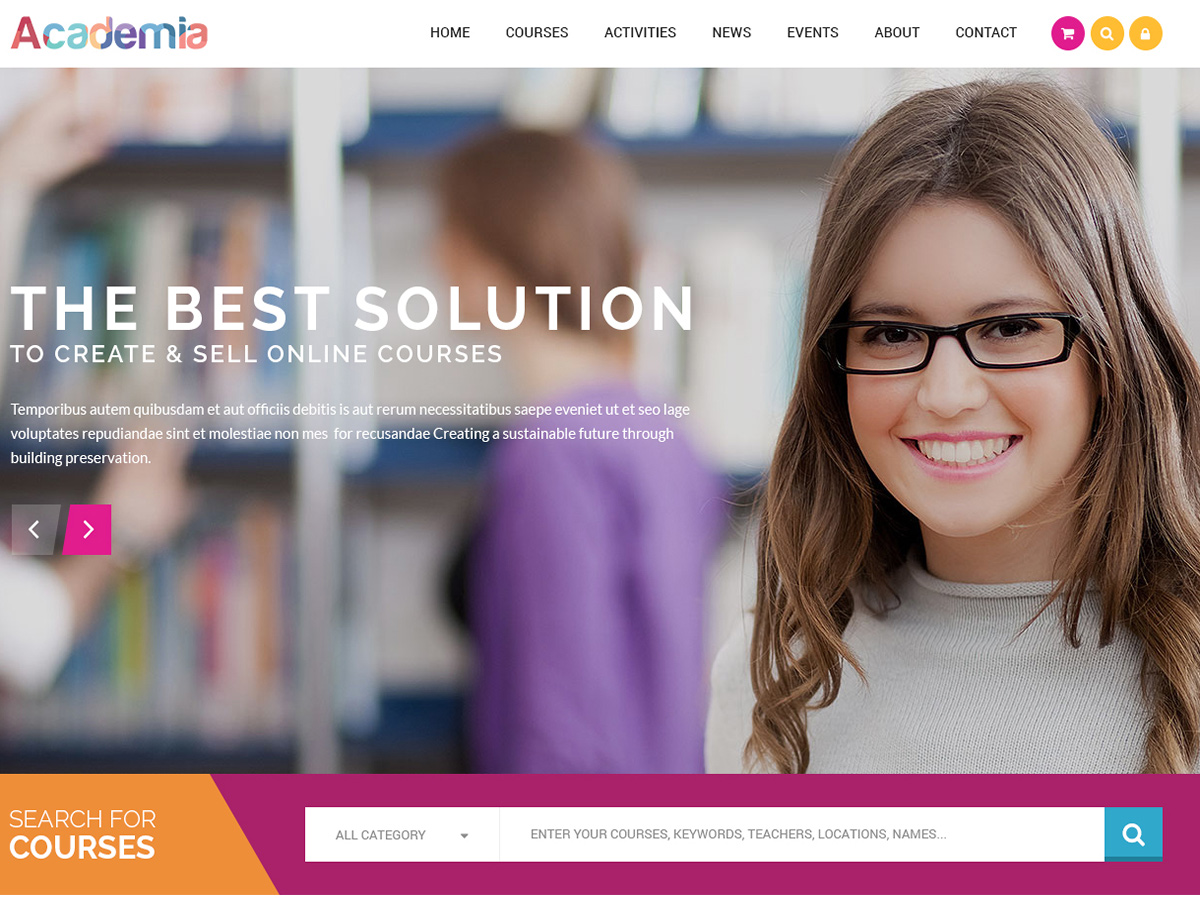 Academia
HOME COURSES ACTIVITIES NEWS EVENTS ABOUT CONTACT
THE BEST SOLUTION
TO CREATE & SELL ONLINE COURSES
Temporibus autem quibusdam et aut officiis debitis is aut rerum necessitatibus saepe eveniet ut et seo lage
voluptates repudiandae sint et molestiae non mes for recusandae Creating a sustainable future through
building preservation.
SEARCH FOR
COURSES
ALL CATEGORY
ENTER YOUR COURSES, KEYWORDS, TEACHERS, LOCATIONS, NAMES...